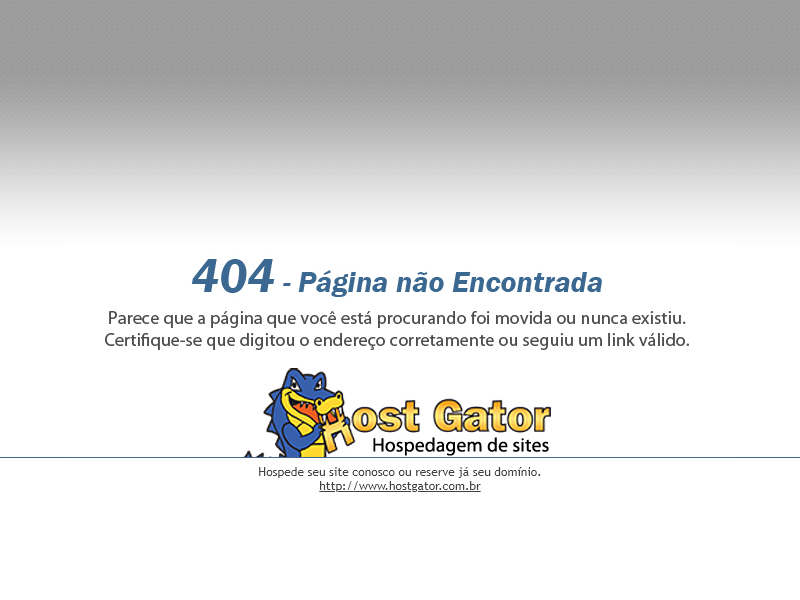 404 - Página não Encontrada
Parece que a página que você está procurando foi movida ou nunca existiu.
Certifique-se que digitou o endereço corretamente ou seguiu um link válido.
Host Gator
Hospedagem de sites
Hospede seu site conosco ou reserve já seu domínio.
http://www.hostgator.com.br